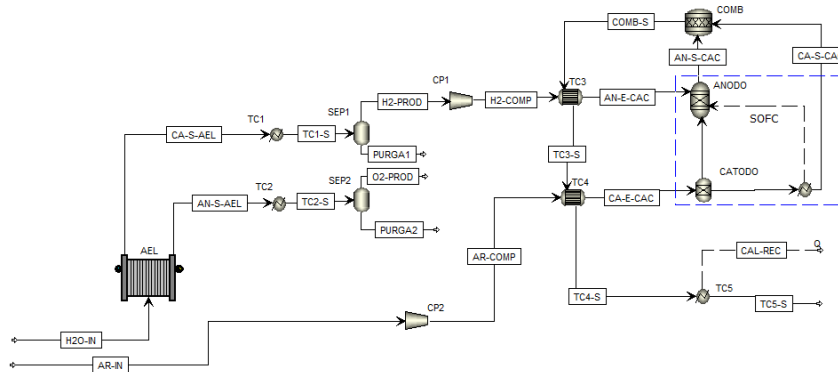 COMB
COMB-S
AN-S-CAC
CA-S-CA
CP1
TC3
ANODO
H2-PROD
H2-COMP
AN-E-CAC
SEP1
TC1
CA-S-AEL
TC1-S
SOFC
PURGA1
TC3-S
SEP2
O2-PROD
TC4
CATODO
TC2
AN-S-AEL
TC2-S
CA-E-CAC
PURGA2
AEL
AR-COMP
CAL-REC
Q
TC5
TC4-S
TC5-S
CP2
H2O-IN
AR-IN